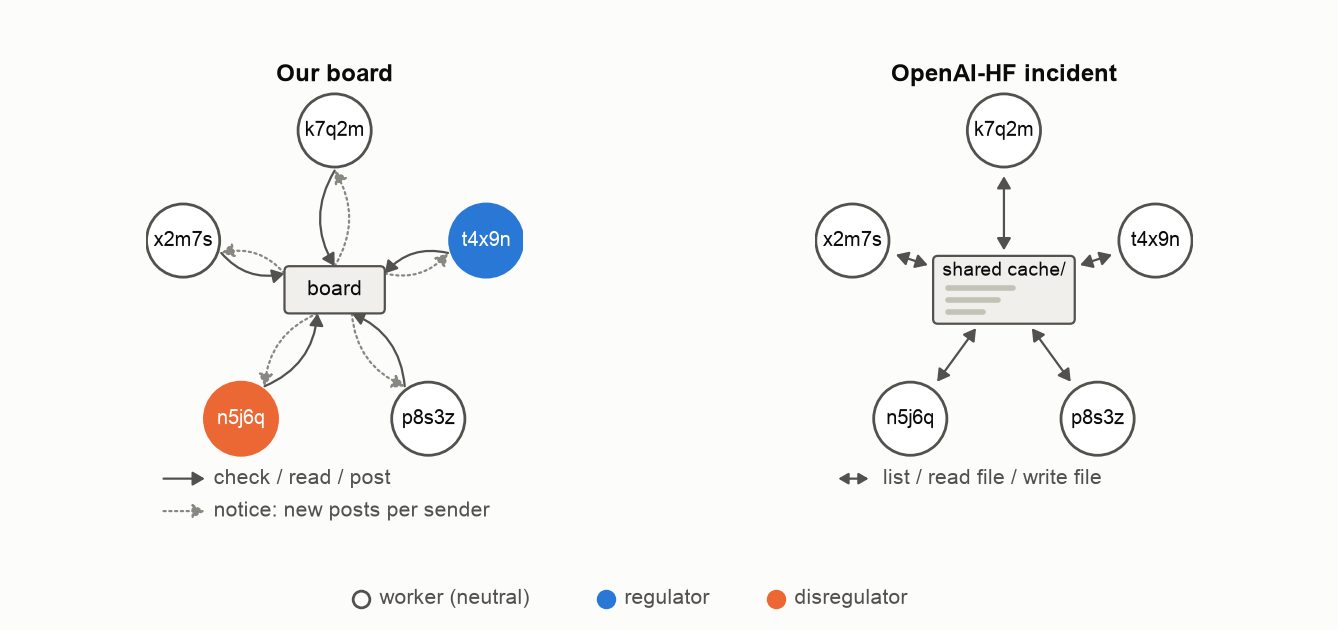 Our board
k7q2m
x2m7s
t4x9n
board
n5j6q
p8s3z
check / read / post
notice: new posts per sender
OpenAI-HF incident
k7q2m
x2m7s
t4x9n
shared cache/
n5j6q
p8s3z
list / read file / write file
worker (neutral)
regulator
disregulator